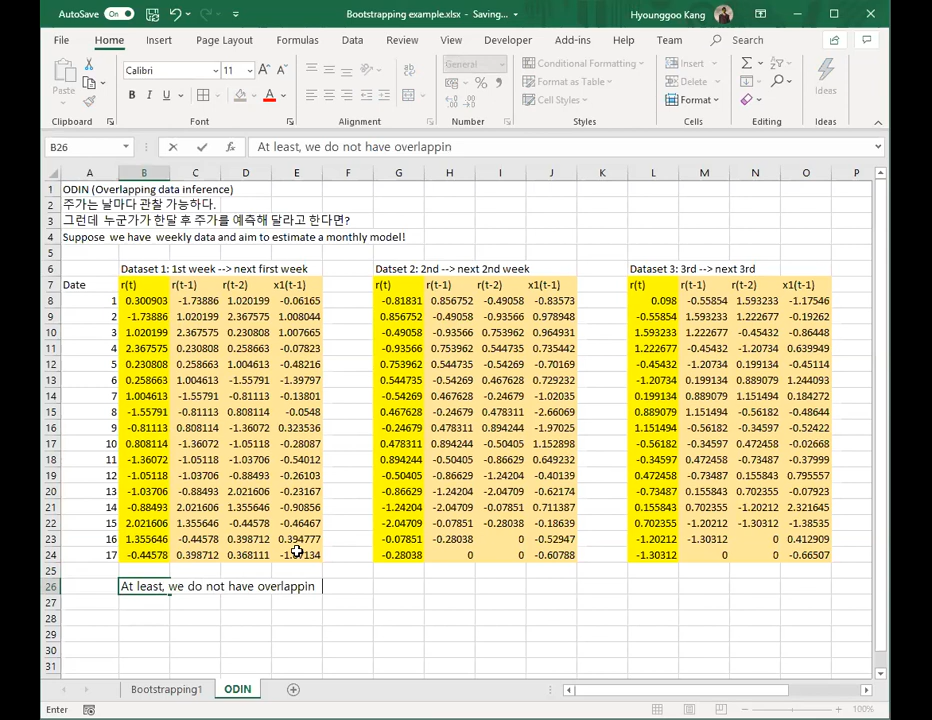 AutoSave On Bootstrapping example.xlsx - Saving... Hyounggoo Kang
File Home Insert Page Layout Formulas Data Review View Developer Add-ins Help Team Search
Paste Calibri 11 General Conditional Formatting Insert Ideas
B I U A Format as Table Delete
Cell Styles Format
Clipboard Font Alignment Number Styles Cells Editing Ideas
B26 At least, we do not have overlappin
A B C D E F G H I J K L M N O P
1 ODIN (Overlapping data inference)
2 주가는 날마다 관찰 가능하다.
3 그런데 누군가가 한달 후 주가를 예측해 달라고 한다면?
4 Suppose we have weekly data and aim to estimate a monthly model!
5
6 Dataset 1: 1st week --> next first week Dataset 2: 2nd --> next 2nd week Dataset 3: 3rd --> next 3rd
7 Date r(t) r(t-1) r(t-2) x1(t-1) r(t) r(t-1) r(t-2) x1(t-1) r(t) r(t-1) r(t-2) x1(t-1)
8 1 0.300903 -1.73886 1.020199 -0.06165 -0.81831 0.856752 -0.49058 -0.83573 0.098 -0.55854 1.593233 -1.17546
9 2 -1.73886 1.020199 2.367575 1.008044 0.856752 -0.49058 -0.93566 0.978948 -0.55854 1.593233 1.222677 -0.19262
10 3 1.020199 2.367575 0.230808 1.007665 -0.49058 -0.93566 0.753962 0.964931 1.593233 1.222677 -0.45432 -0.86448
11 4 2.367575 0.230808 0.258663 -0.07823 -0.93566 0.753962 0.544735 0.735442 1.222677 -0.45432 -1.20734 0.639949
12 5 0.230808 0.258663 1.004613 -0.48216 0.753962 0.544735 -0.54269 -0.70169 -0.45432 -1.20734 0.199134 -0.45114
13 6 0.258663 1.004613 -1.55791 -1.39797 0.544735 -0.54269 0.467628 0.729232 -1.20734 0.199134 0.889079 1.244093
14 7 1.004613 -1.55791 -0.81113 -0.13801 -0.54269 0.467628 -0.24679 -1.02035 0.199134 0.889079 1.151494 0.184272
15 8 -1.55791 -0.81113 0.808114 -0.0548 0.467628 -0.24679 0.478311 -2.66069 0.889079 1.151494 -0.56182 -0.48644
16 9 -0.81113 0.808114 -1.36072 0.323536 -0.24679 0.478311 0.894244 -1.97025 1.151494 -0.56182 -0.34597 -0.52422
17 10 0.808114 -1.36072 -1.05118 -0.28087 0.478311 0.894244 -0.50405 1.152898 -0.56182 -0.34597 0.472458 -0.02668
18 11 -1.36072 -1.05118 -1.03706 -0.54012 0.894244 -0.50405 -0.86629 0.649232 -0.34597 0.472458 -0.73487 -0.37999
19 12 -1.05118 -1.03706 -0.88493 -0.26103 -0.50405 -0.86629 -1.24204 -0.40139 0.472458 -0.73487 0.155843 0.795557
20 13 -1.03706 -0.88493 2.021606 -0.23167 -0.86629 -1.24204 -2.04709 -0.62174 -0.73487 0.155843 0.702355 -0.07923
21 14 -0.88493 2.021606 1.355646 -0.90856 -1.24204 -2.04709 -0.07851 0.711387 0.155843 0.702355 -1.20212 2.321645
22 15 2.021606 1.355646 -0.44578 -0.46467 -2.04709 -0.07851 -0.28038 -0.18639 0.702355 -1.20212 -1.30312 -1.38535
23 16 1.355646 -0.44578 0.398712 0.394777 -0.07851 -0.28038 0 -0.52947 -1.20212 -1.30312 0 0.412909
24 17 -0.44578 0.398712 0.368111 -0.28038 0 0 -0.60788 -1.30312 0 0 -0.66507
25
26 At least, we do not have overlappin
27
28
29
30
31
Bootstrapping1 ODIN
Enter 100%